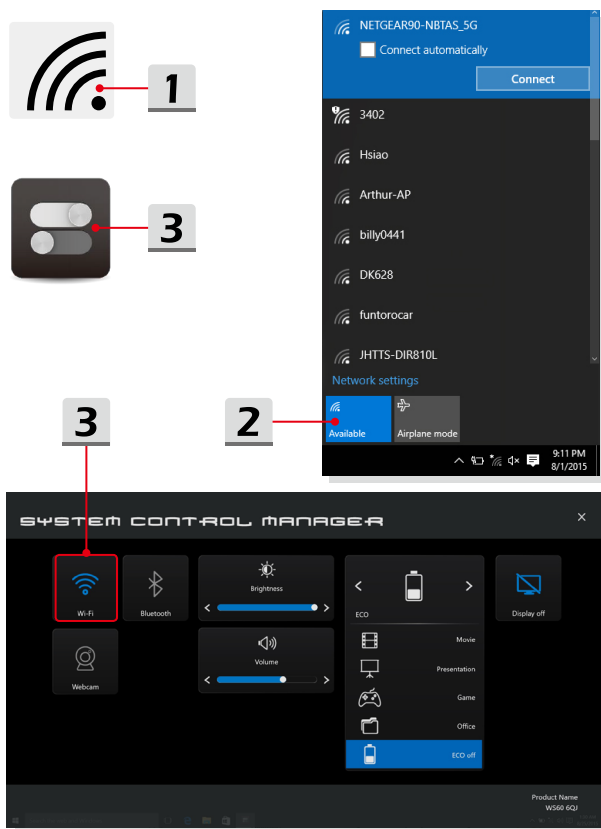 1
3
NETGEAR90-NBTAS_5G
Connect automatically
Connect
3402
Hsiao
Arthur-AP
billy0441
DK628
funtorocar
JHTTS-DIR810L
Network settings
Available
Airplane mode
9:11 PM
8/1/2015
3
2
SYSTEM CONTROL MANAGER
Wi-Fi
Bluetooth
Brightness
ECO
Display off
Webcam
Volume
Movie
Presentation
Game
Office
ECO off
Product Name
WS60 6QJ